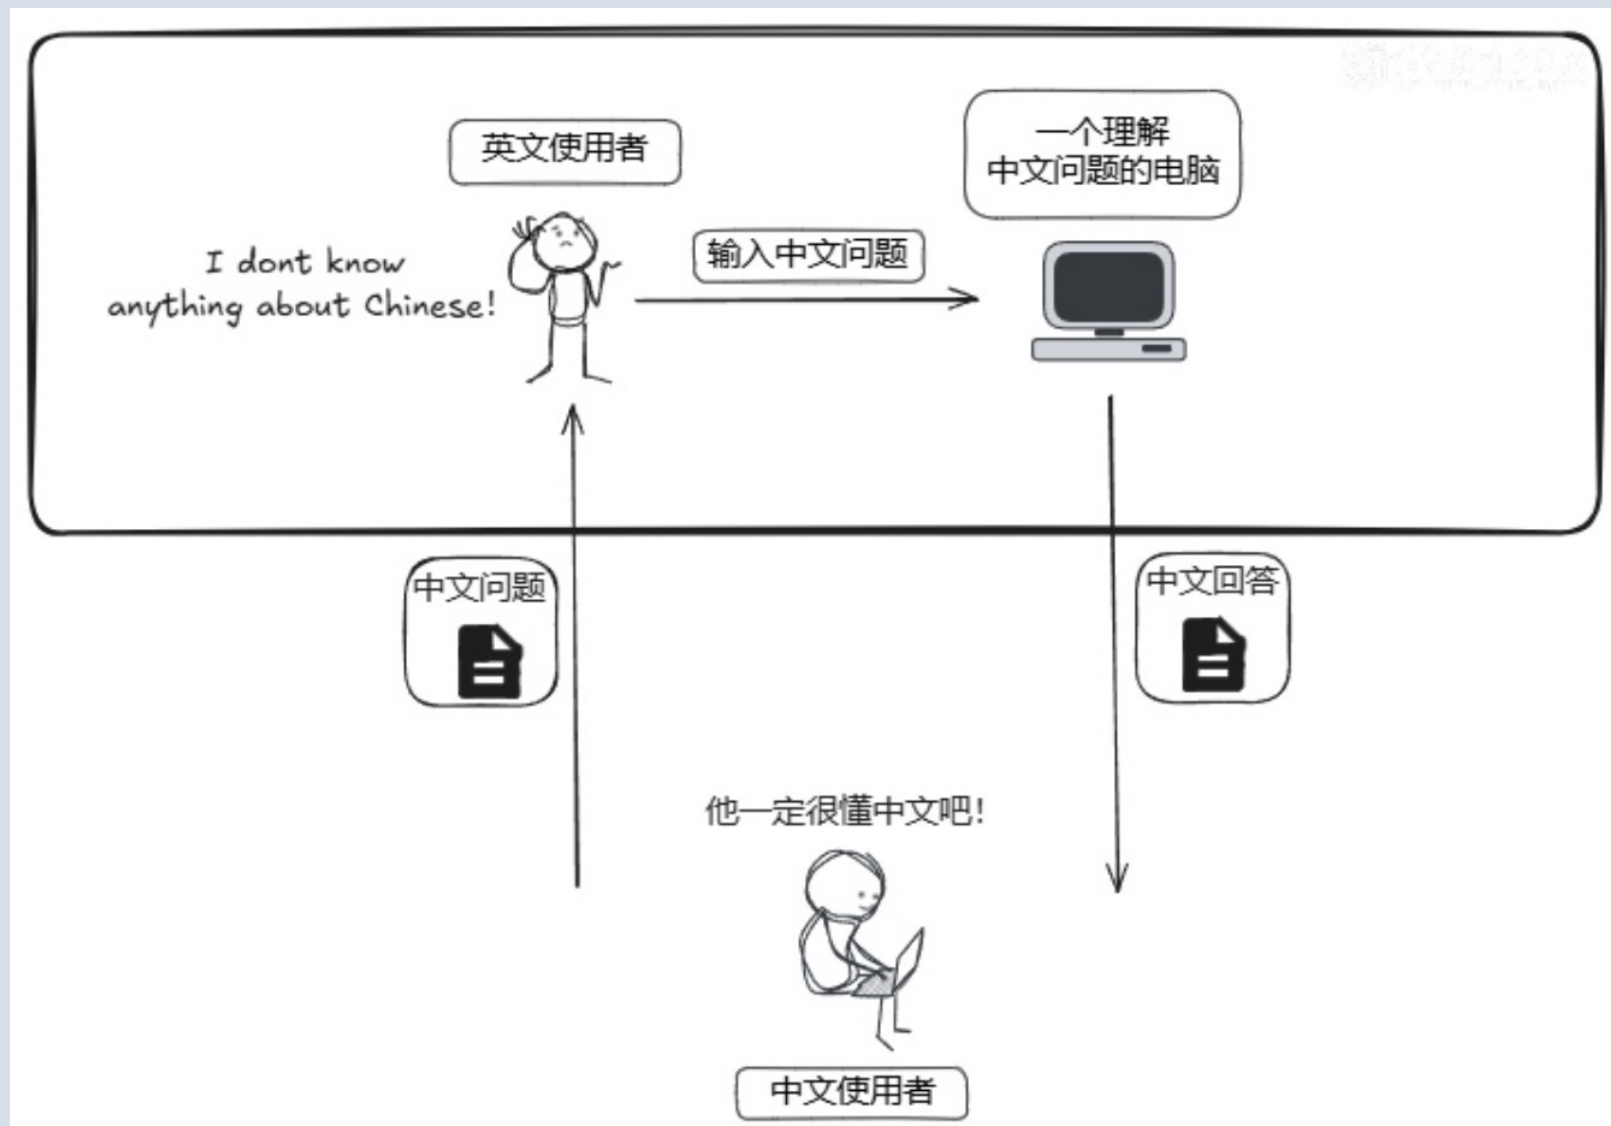 英文使用者
一个理解
中文问题的电脑
I dont know
anything about Chinese!
输入中文问题
中文问题
中文回答
他一定很懂中文吧！
中文使用者